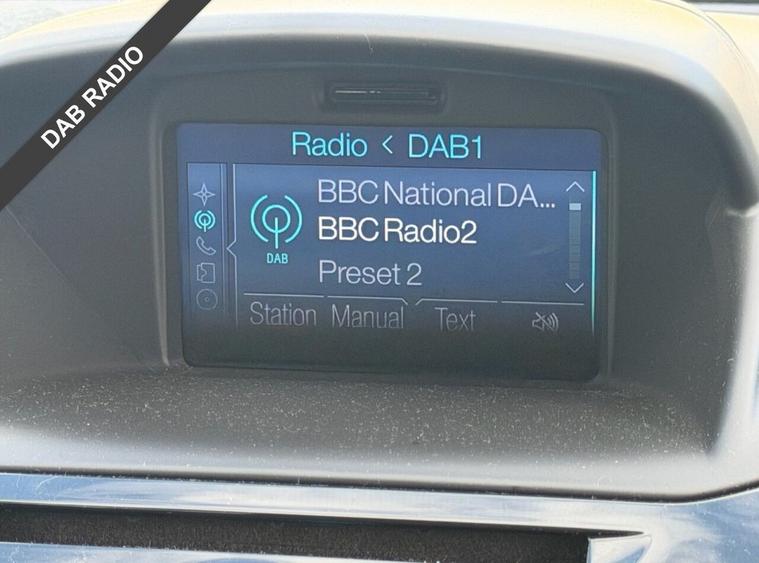 DAB RADIO
Radio < DAB1
BBC National DA...
BBC Radio2
DAB
Preset 2
Station Manual Text